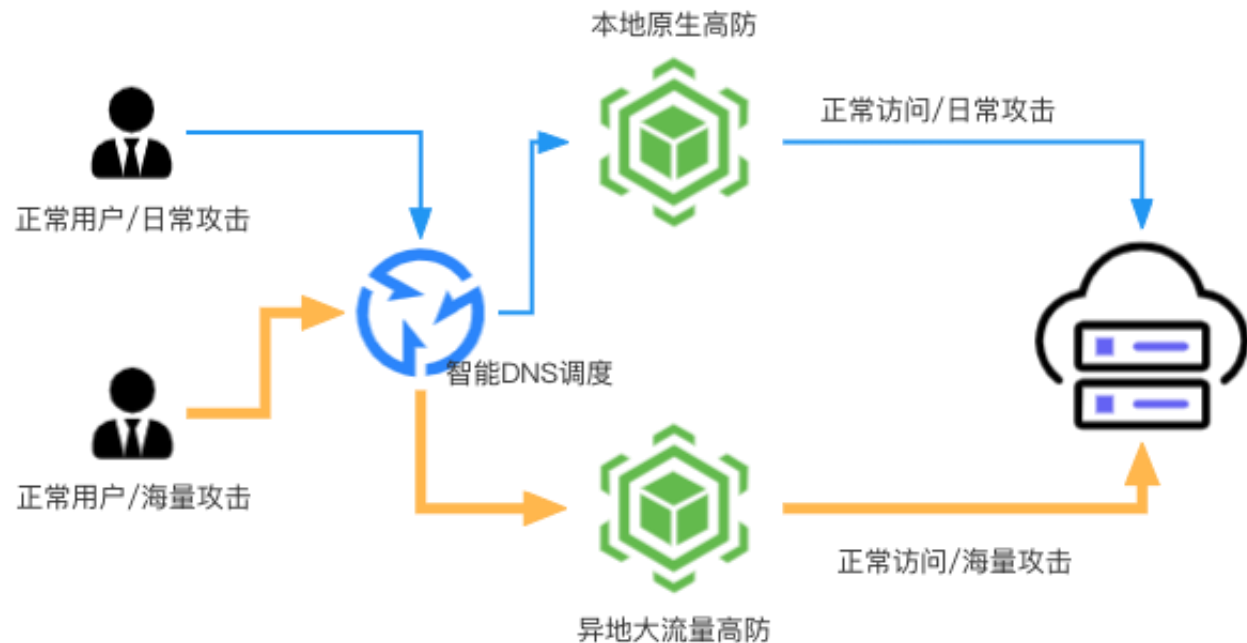 本地原生高防
正常访问/日常攻击
正常用户/日常攻击
智能DNS调度
正常用户/海量攻击
正常访问/海量攻击
异地大流量高防